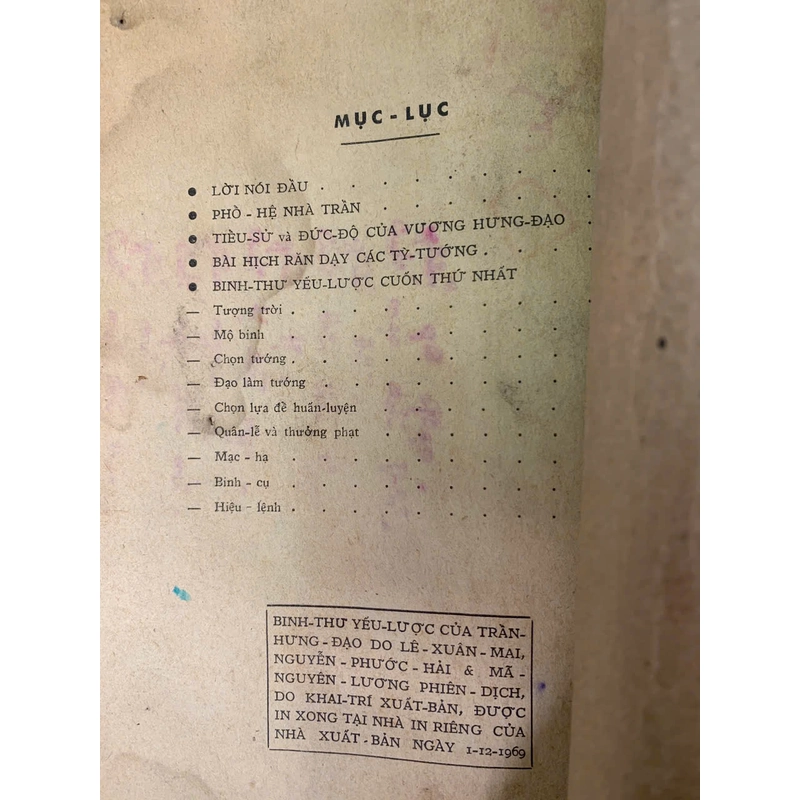 MỤC - LỤC
● LỜI NÓI ĐẦU . . . . . . . .
● PHỒ - HỆ NHÀ TRẦN . . . . . . .
● TIỀU-SỬ và ĐỨC-ĐỘ CỦA VƯƠNG HƯNG-ĐẠO .
● BÀI HỊCH RĂN DẠY CÁC TỲ-TƯỚNG . . . .
● BINH-THƯ YẾU-LƯỢC CUỐN THỨ NHẤT
— Tượng trời . . . . . . . . .
— Mộ binh . . . . . . . . .
— Chọn tướng . . . . . . . . .
— Đạo làm tướng . . . . . . . .
— Chọn lựa đề huấn-luyện . . . . . .
— Quân-lễ và thưởng phạt . . . . . .
— Mạc - hạ . . . . . . . .
— Binh - cụ . . . . . . . .
— Hiệu - lệnh . . . . . . . . .
BINH-THƯ YẾU-LƯỢC CỦA TRẦN-
HƯNG - ĐẠO DO LÊ - XUÂN - MAI,
NGUYỄN - PHƯỚC - HẢI & MÃ -
NGUYÊN - LƯƠNG PHIÊN - DỊCH,
DO KHAI-TRÍ XUẤT-BẢN, ĐƯỢC
IN XONG TẠI NHÀ IN RIÊNG CỦA
NHÀ XUẤT - BẢN NGÀY 1-12-1969